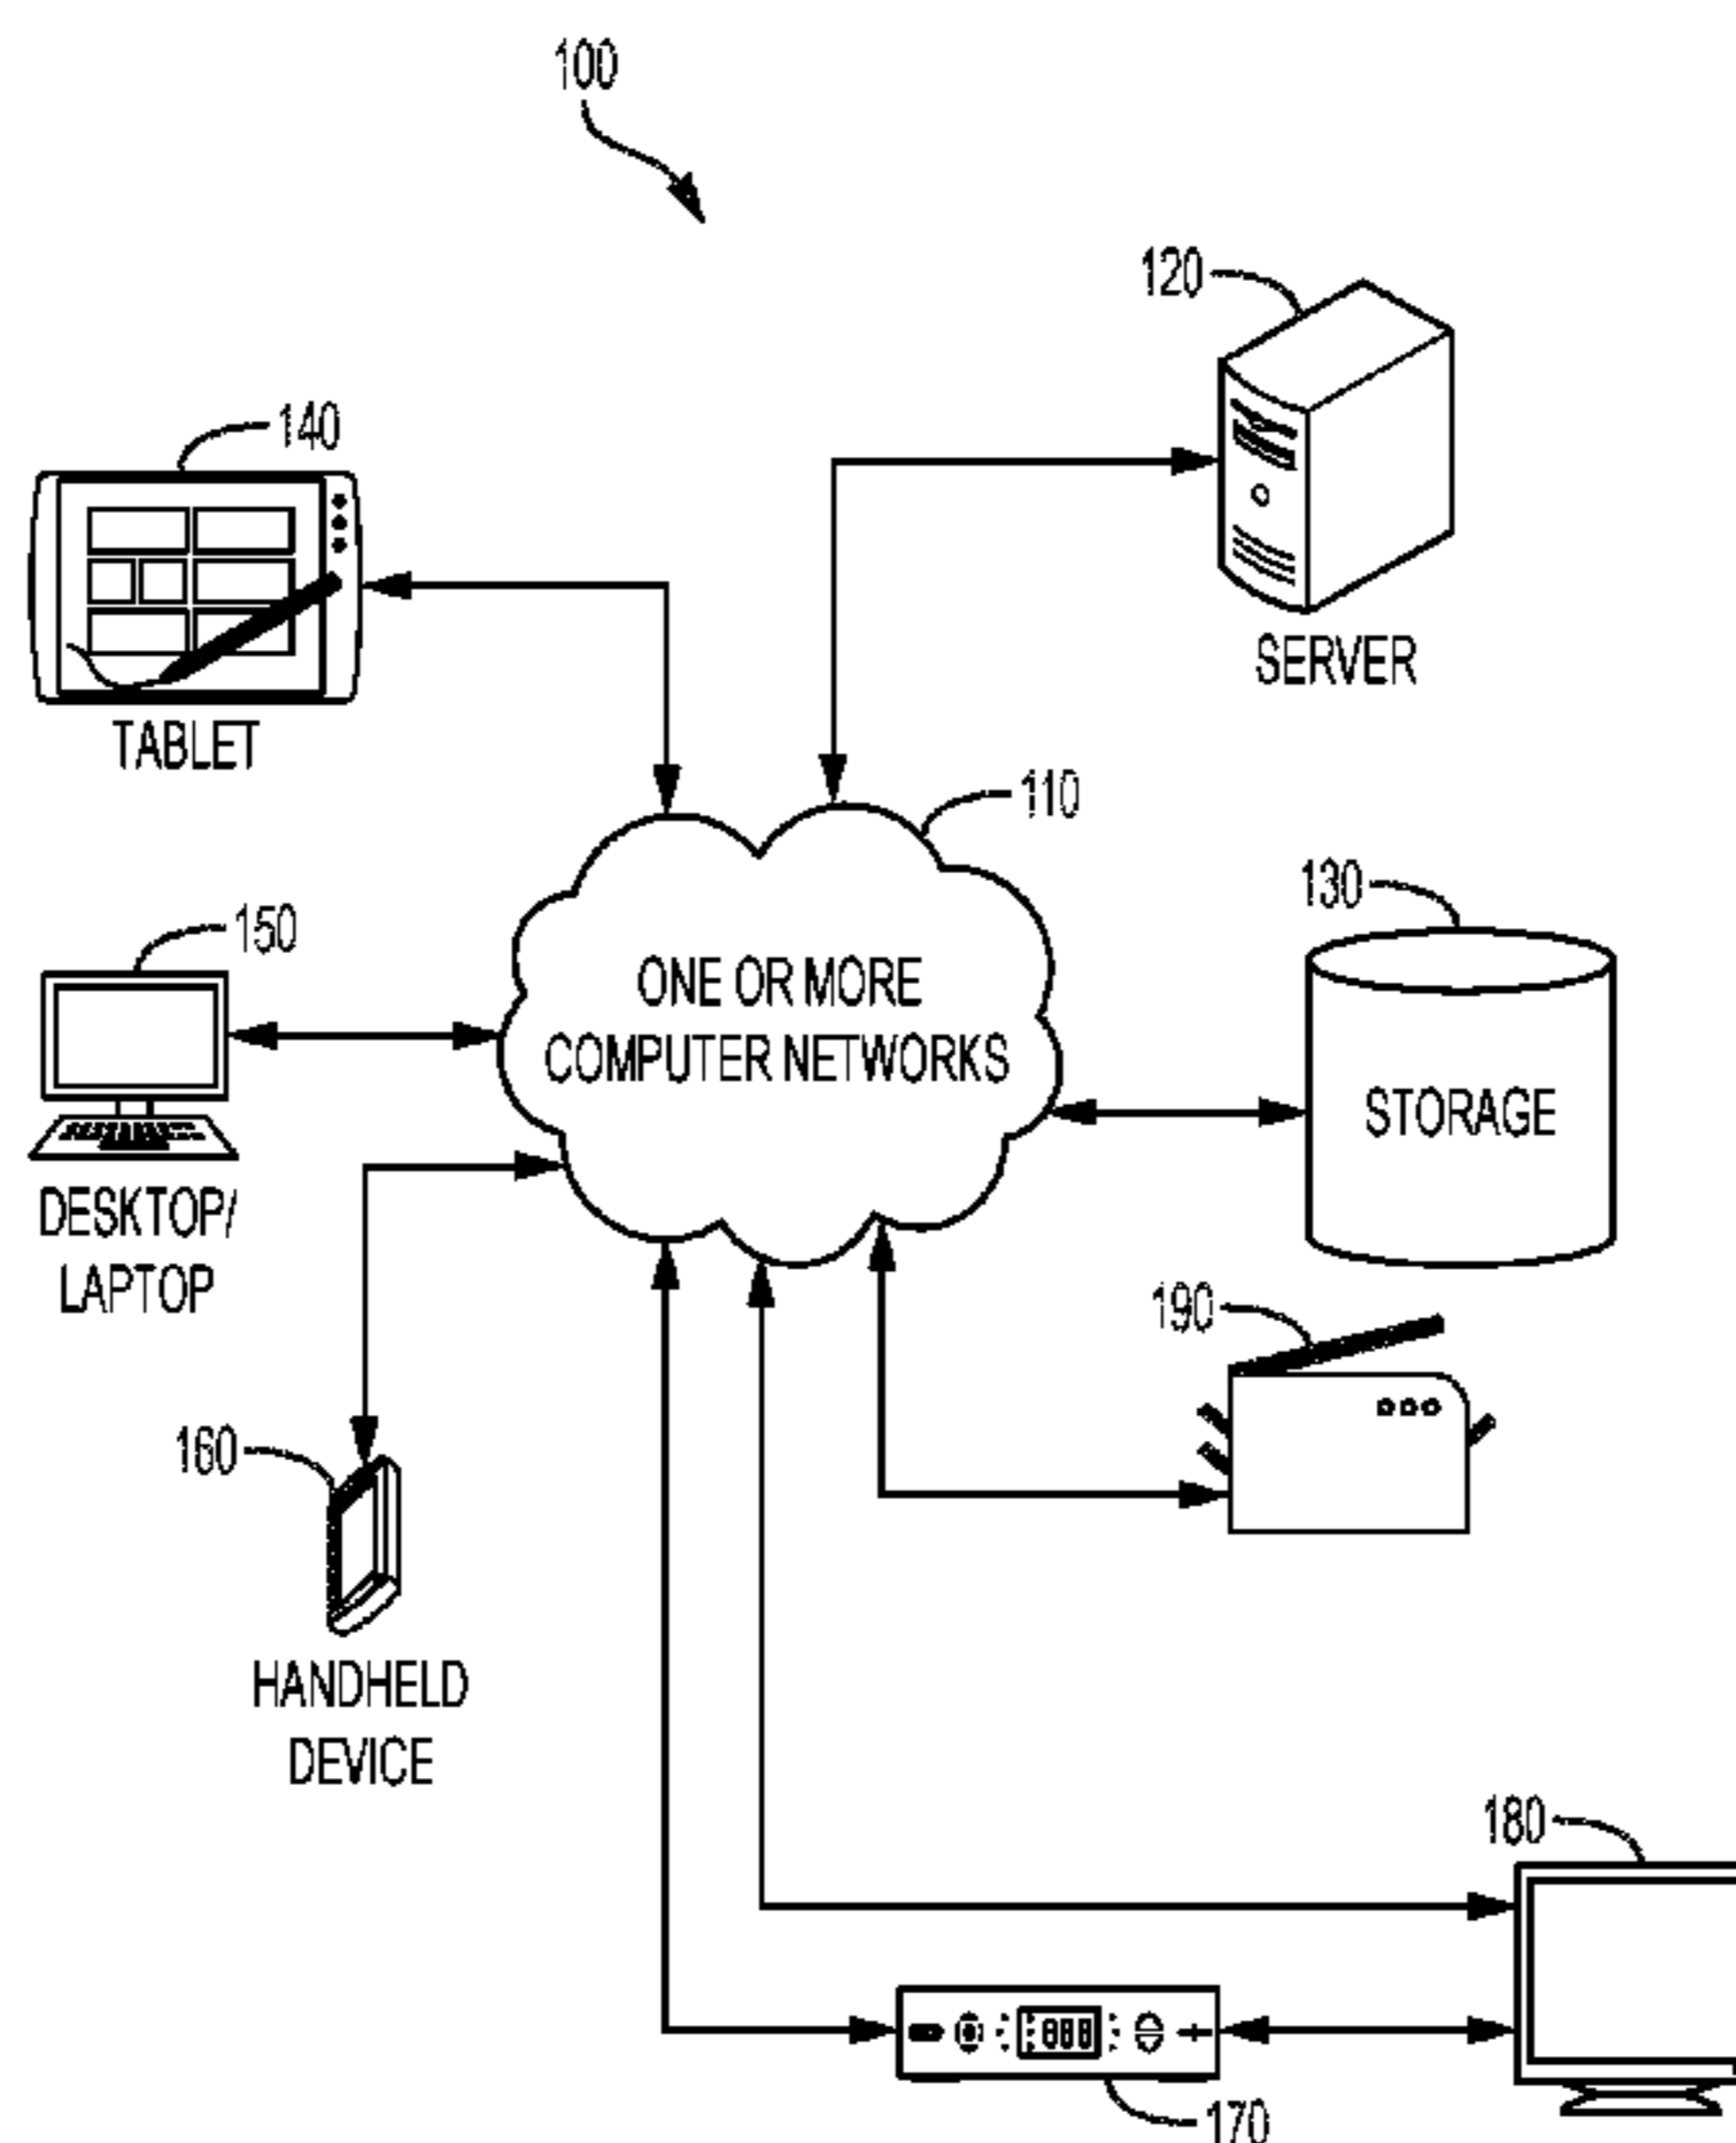 100
120
SERVER
140
TABLET
110
ONE OR MORE
COMPUTER NETWORKS
130
STORAGE
150
DESKTOP/
LAPTOP
190
160
HANDHELD
DEVICE
180
888
170